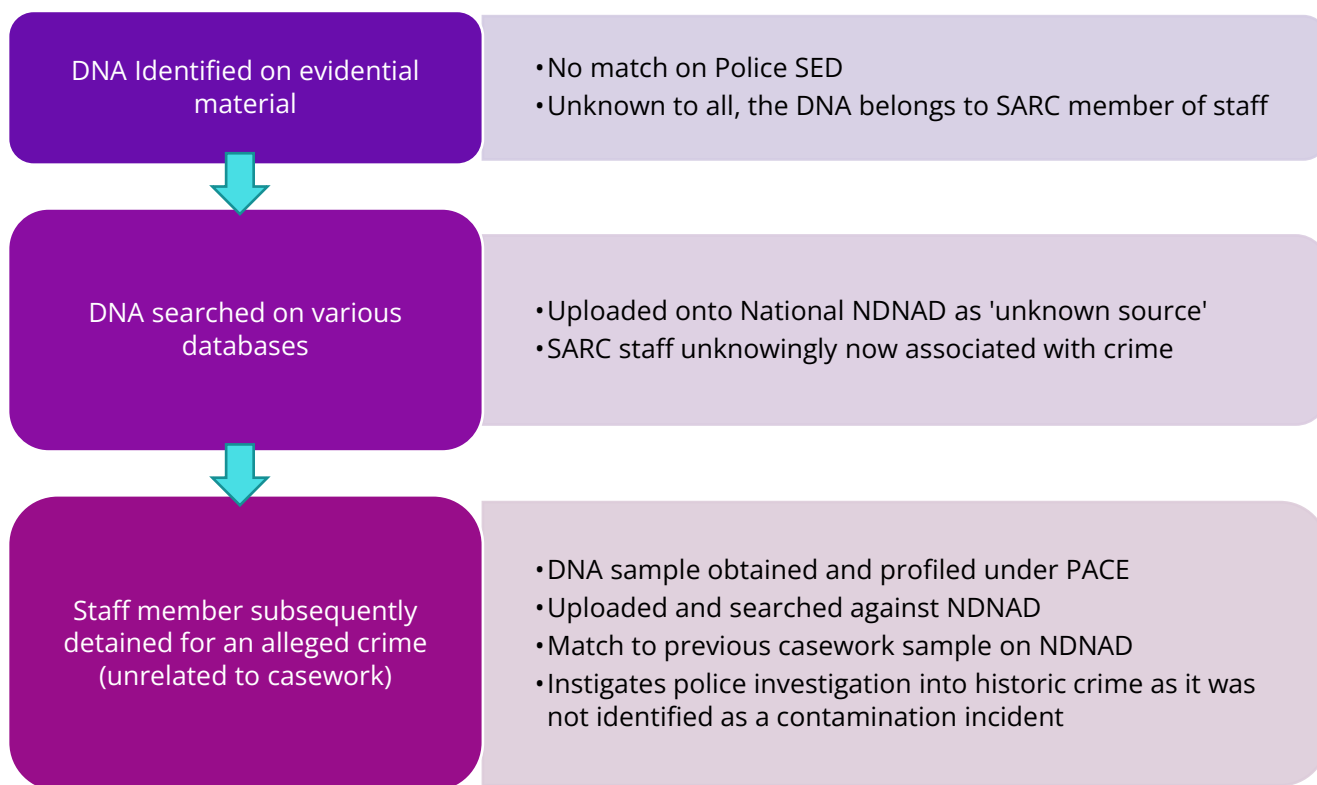 DNA Identified on evidential
material
•No match on Police SED
•Unknown to all, the DNA belongs to SARC member of staff
DNA searched on various
databases
•Uploaded onto National NDNAD as 'unknown source'
•SARC staff unknowingly now associated with crime
Staff member subsequently
detained for an alleged crime
(unrelated to casework)
•DNA sample obtained and profiled under PACE
•Uploaded and searched against NDNAD
•Match to previous casework sample on NDNAD
•Instigates police investigation into historic crime as it was
not identified as a contamination incident